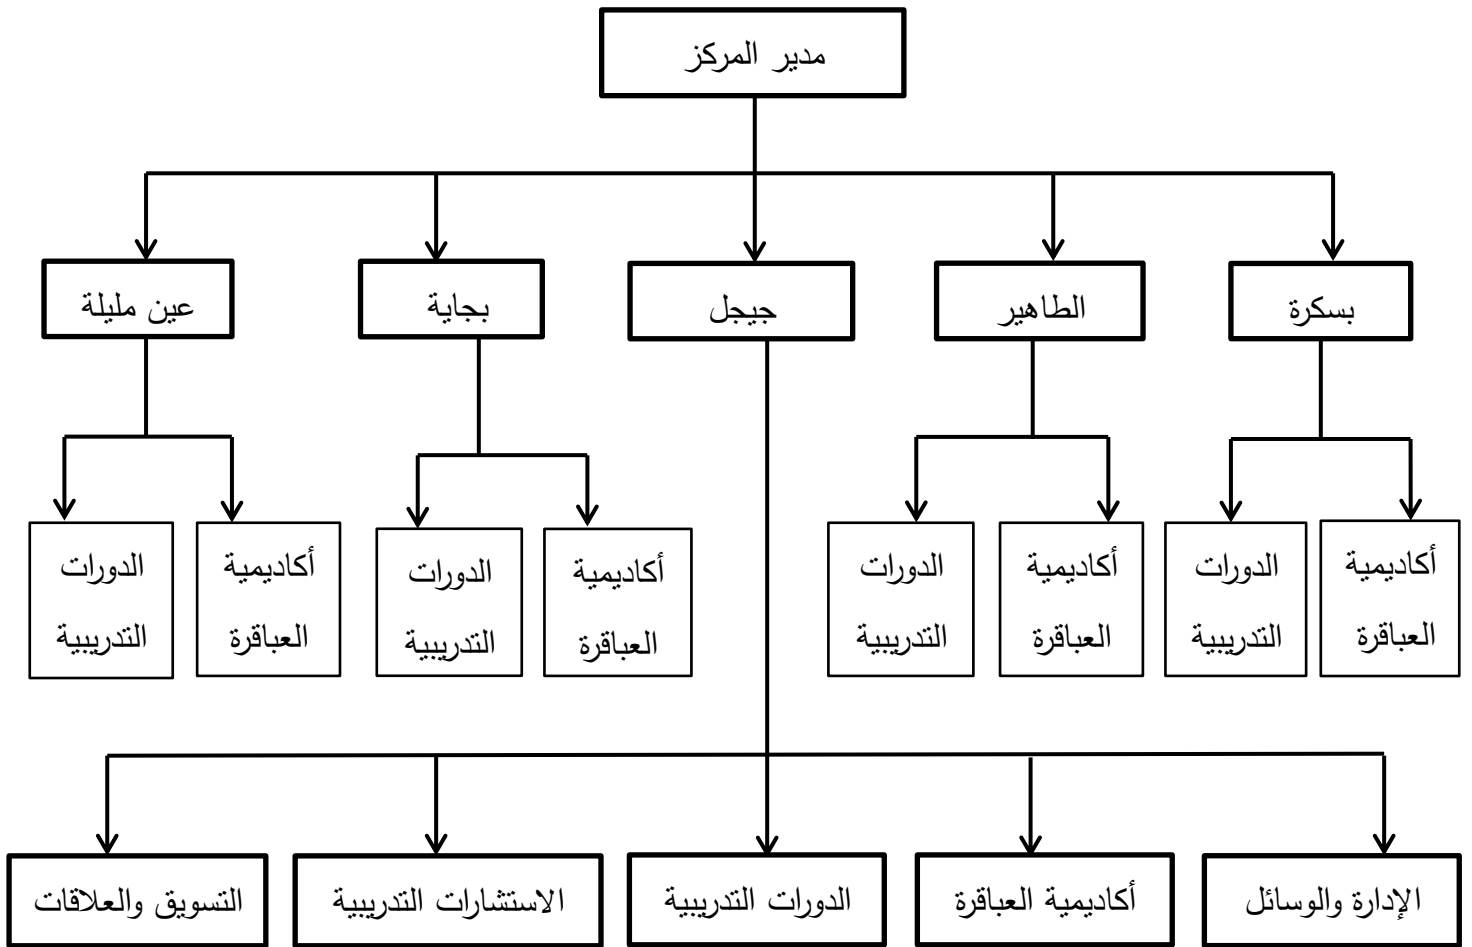 مدير المركز
بسكرة
الطاهير
جيجل
بجاية
عين مليلة
أكاديمية
العباقرة
الدورات
التدريبية
أكاديمية
العباقرة
الدورات
التدريبية
أكاديمية
العباقرة
الدورات
التدريبية
أكاديمية
العباقرة
الدورات
التدريبية
الإدارة والوسائل
أكاديمية العباقرة
الدورات التدريبية
الاستشارات التدريبية
التسويق والعلاقات